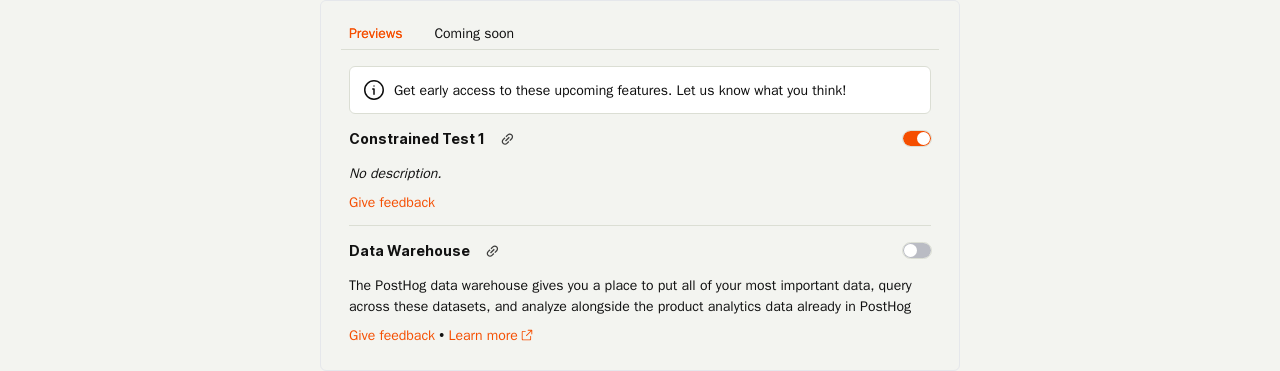 Previews Coming soon
Get early access to these upcoming features. Let us know what you think!
Constrained Test 1
No description.
Give feedback
Data Warehouse
The PostHog data warehouse gives you a place to put all of your most important data, query
across these datasets, and analyze alongside the product analytics data already in PostHog
Give feedback • Learn more